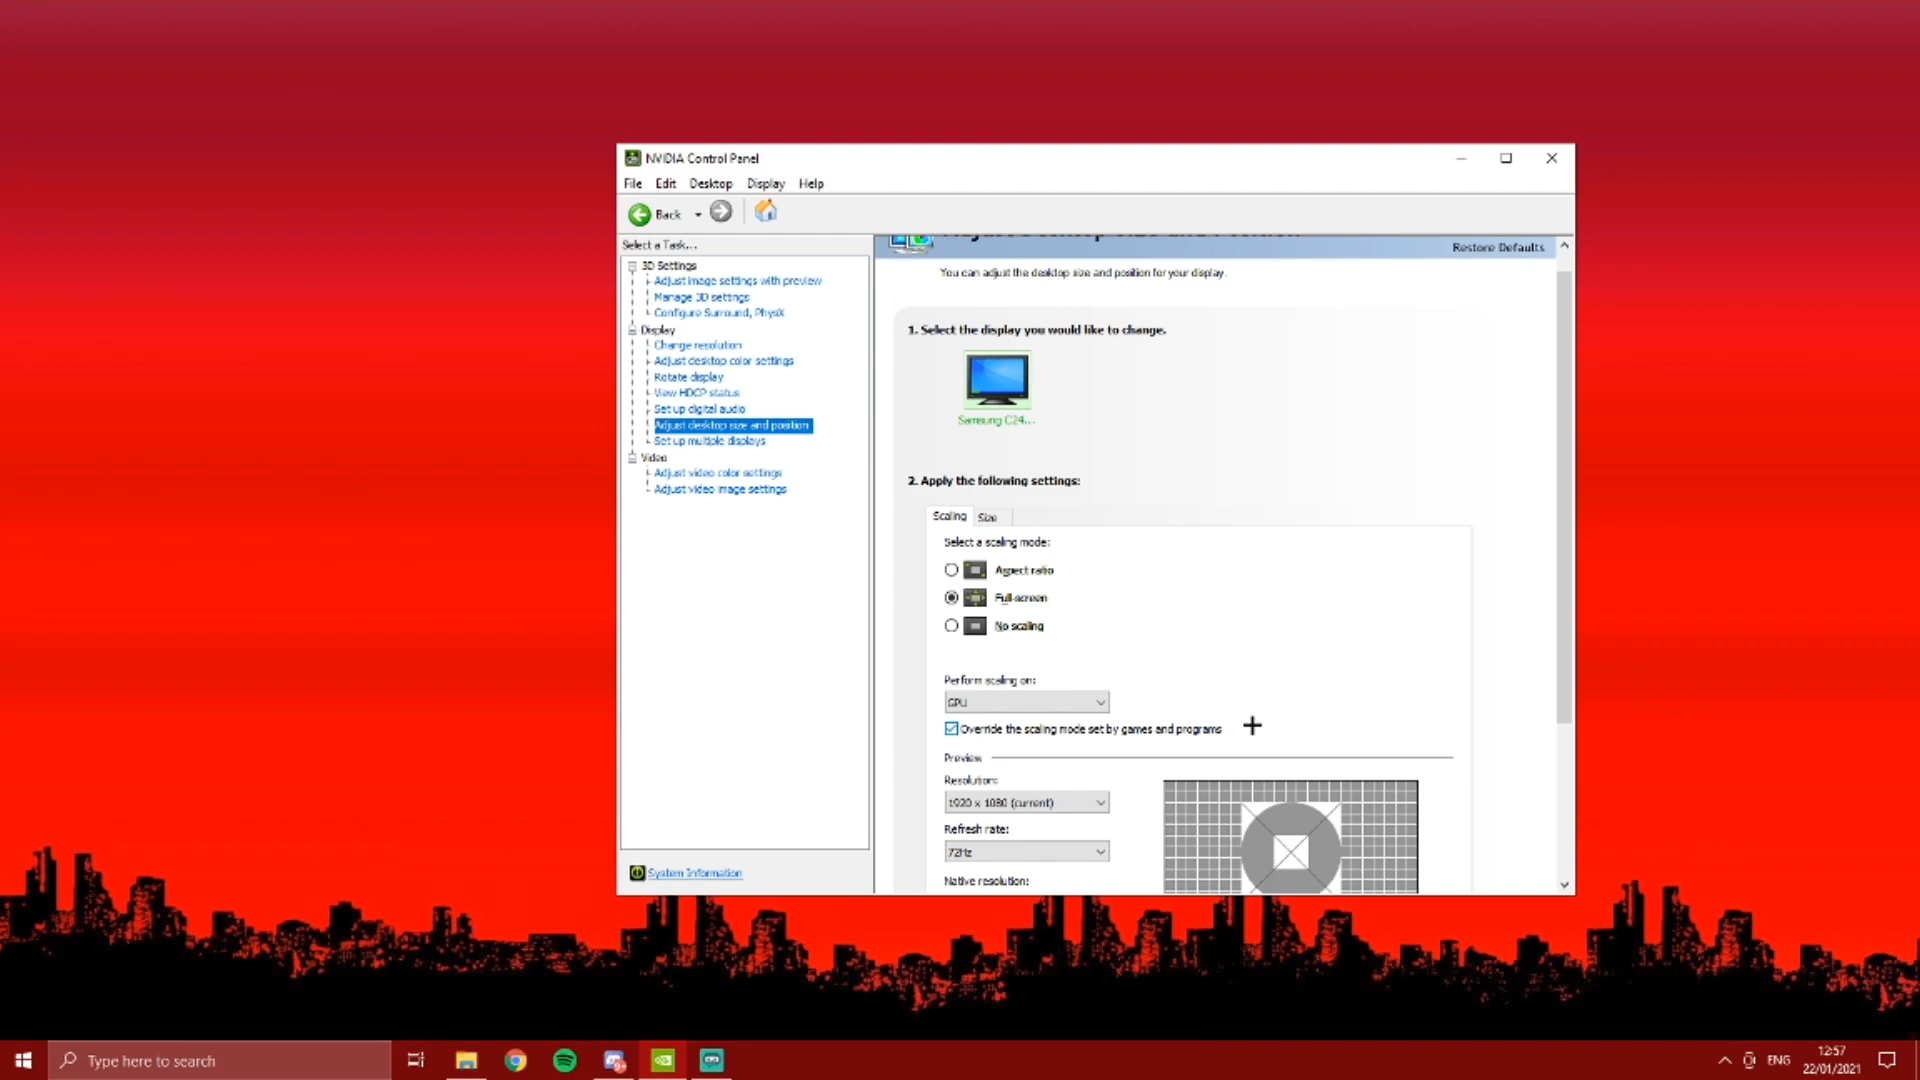 NVIDIA Control Panel
File Edit Desktop Display Help
Back
Select a Task...
3D Settings
Adjust image settings with preview
Manage 3D settings
Configure Surround, PhysX
Display
Change resolution
Adjust desktop color settings
Rotate display
View HDCP status
Set up digital audio
Adjust desktop size and position
Set up multiple displays
Video
Adjust video color settings
Adjust video image settings
System Information
Adjust Desktop Size and Position
Restore Defaults
You can adjust the desktop size and position for your display.
1. Select the display you would like to change.
Samsung C24...
2. Apply the following settings:
Scaling Size
Select a scaling mode:
Aspect ratio
Full-screen
No scaling
Perform scaling on:
GPU
Override the scaling mode set by games and programs
Preview
Resolution:
1920 x 1080 (current)
Refresh rate:
72Hz
Native resolution:
Type here to search
9+
ENG
12:57
22/01/2021